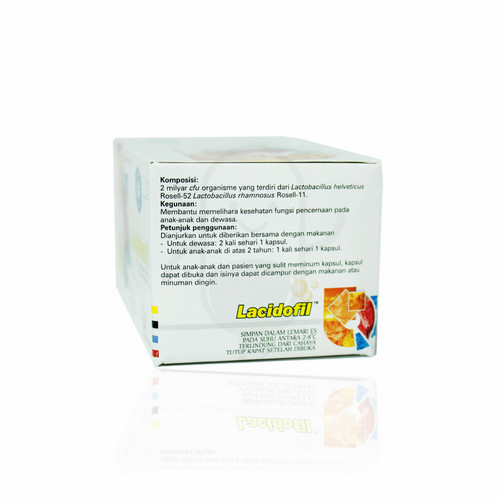 Komposisi:
2 milyar cfu organisme yang terdiri dari Lactobacillus helveticus
Rosell-52 Lactobacillus rhamnosus Rosell-11.
Kegunaan:
Membantu memelihara kesehatan fungsi pencernaan pada
anak-anak dan dewasa.
Petunjuk penggunaan:
Dianjurkan untuk diberikan bersama dengan makanan
- Untuk dewasa: 2 kali sehari 1 kapsul.
- Untuk anak-anak di atas 2 tahun: 1 kali sehari 1 kapsul.
Untuk anak-anak dan pasien yang sulit meminum kapsul, kapsul
dapat dibuka dan isinya dapat dicampur dengan makanan atau
minuman dingin.
Lacidofil™
SIMPAN DALAM LEMARI ES
PADA SUHU ANTARA 2-8°C
TERLINDUNG DARI CAHAYA
TUTUP RAPAT SETELAH DIBUKA